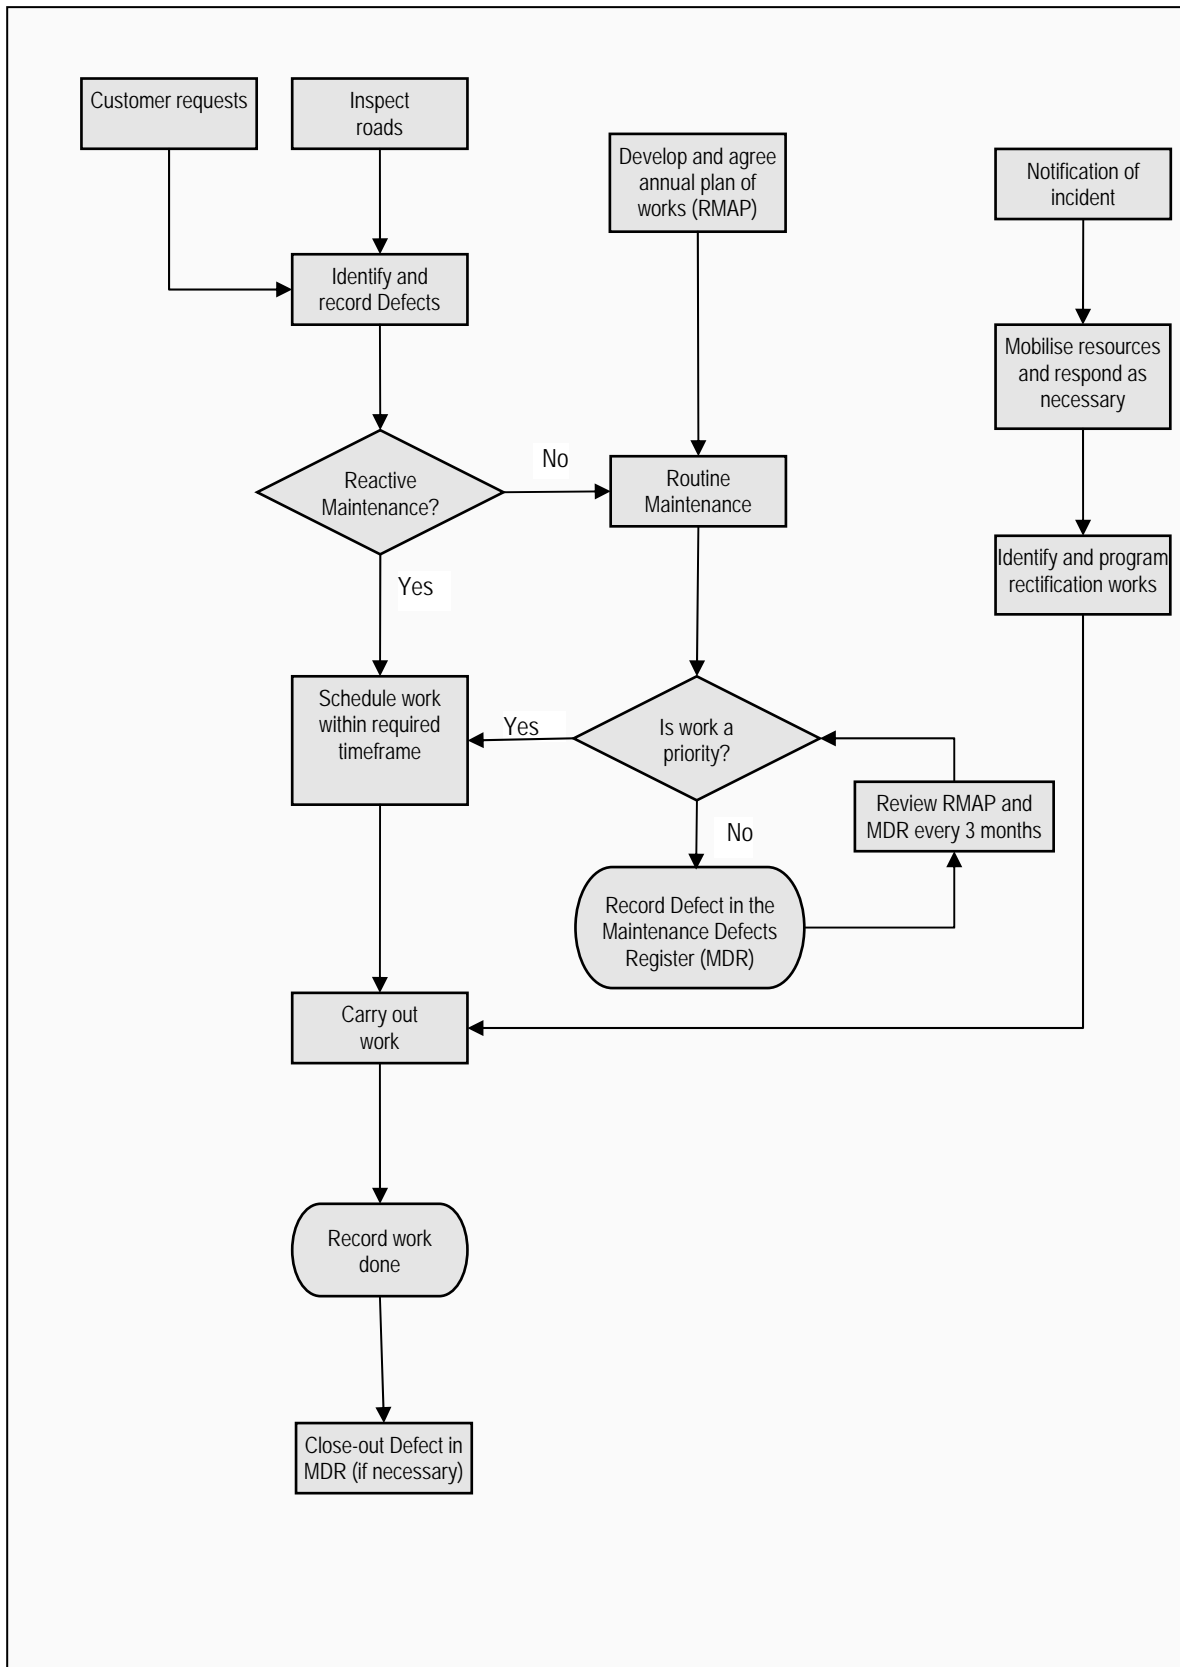 Customer requests
Inspect
roads
Develop and agree
annual plan of
works (RMAP)
Notification of
incident
Identify and
record Defects
Mobilise resources
and respond as
necessary
Reactive
Maintenance?
No
Routine
Maintenance
Yes
Identify and program
rectification works
Schedule work
within required
timeframe
Yes
Is work a
priority?
Review RMAP and
MDR every 3 months
No
Record Defect in the
Maintenance Defects
Register (MDR)
Carry out
work
Record work
done
Close-out Defect in
MDR (if necessary)